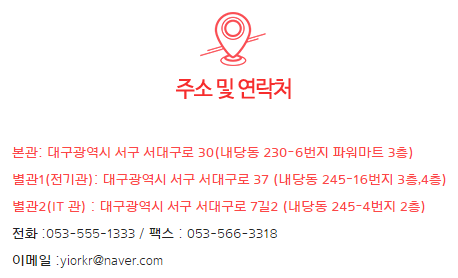 주소 및 연락처
본관: 대구광역시 서구 서대구로 30(내당동 230-6번지 파워마트 3층)
별관1(전기관): 대구광역시 서구 서대구로 37 (내당동 245-16번지 3층,4층)
별관2(IT 관) : 대구광역시 서구 서대구로 7길2 (내당동 245-4번지 2층)
전화 :053-555-1333 / 팩스 : 053-566-3318
이메일 :yiorkr@naver.com